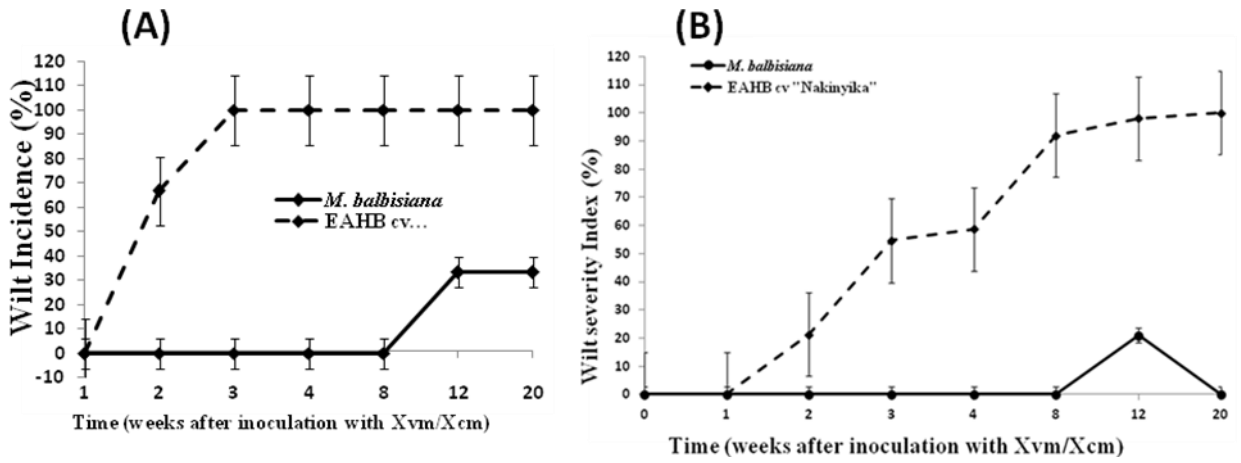 (A)
Wilt Incidence (%)
120
110
100
90
80
70
60
50
40
30
20
10
0
-10
M. balbisiana
EAHB cv...
1 2 3 4 8 12 20
Time (weeks after inoculation with Xvm/Xcm)
(B)
Wilt severity Index (%)
120
110
100
90
80
70
60
50
40
30
20
10
0
M. balbisiana
EAHB cv "Nakinyika"
0 1 2 3 4 8 12 20
Time (weeks after inoculation with Xvm/Xcm)